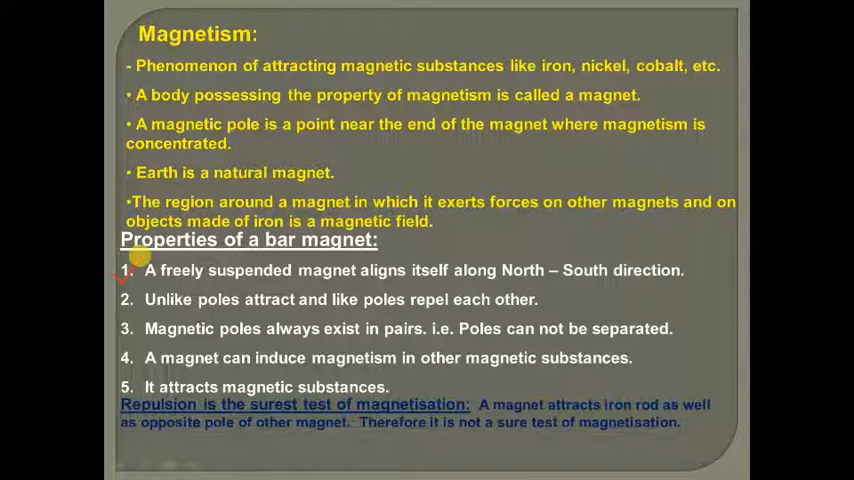 Magnetism:
- Phenomenon of attracting magnetic substances like iron, nickel, cobalt, etc.
• A body possessing the property of magnetism is called a magnet.
• A magnetic pole is a point near the end of the magnet where magnetism is
concentrated.
• Earth is a natural magnet.
•The region around a magnet in which it exerts forces on other magnets and on
objects made of iron is a magnetic field.
Properties of a bar magnet:
1. A freely suspended magnet aligns itself along North – South direction.
2. Unlike poles attract and like poles repel each other.
3. Magnetic poles always exist in pairs. i.e. Poles can not be separated.
4. A magnet can induce magnetism in other magnetic substances.
5. It attracts magnetic substances.
Repulsion is the surest test of magnetisation: A magnet attracts iron rod as well
as opposite pole of other magnet. Therefore it is not a sure test of magnetisation.